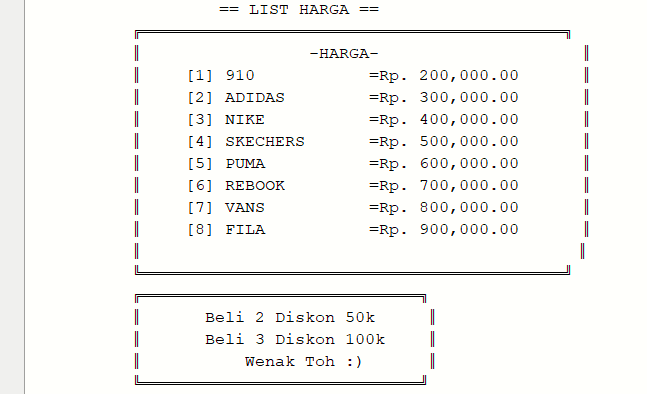 == LIST HARGA ==
-HARGA-
[1] 910 =Rp. 200,000.00
[2] ADIDAS =Rp. 300,000.00
[3] NIKE =Rp. 400,000.00
[4] SKECHERS =Rp. 500,000.00
[5] PUMA =Rp. 600,000.00
[6] REBOOK =Rp. 700,000.00
[7] VANS =Rp. 800,000.00
[8] FILA =Rp. 900,000.00
Beli 2 Diskon 50k
Beli 3 Diskon 100k
Wenak Toh :)